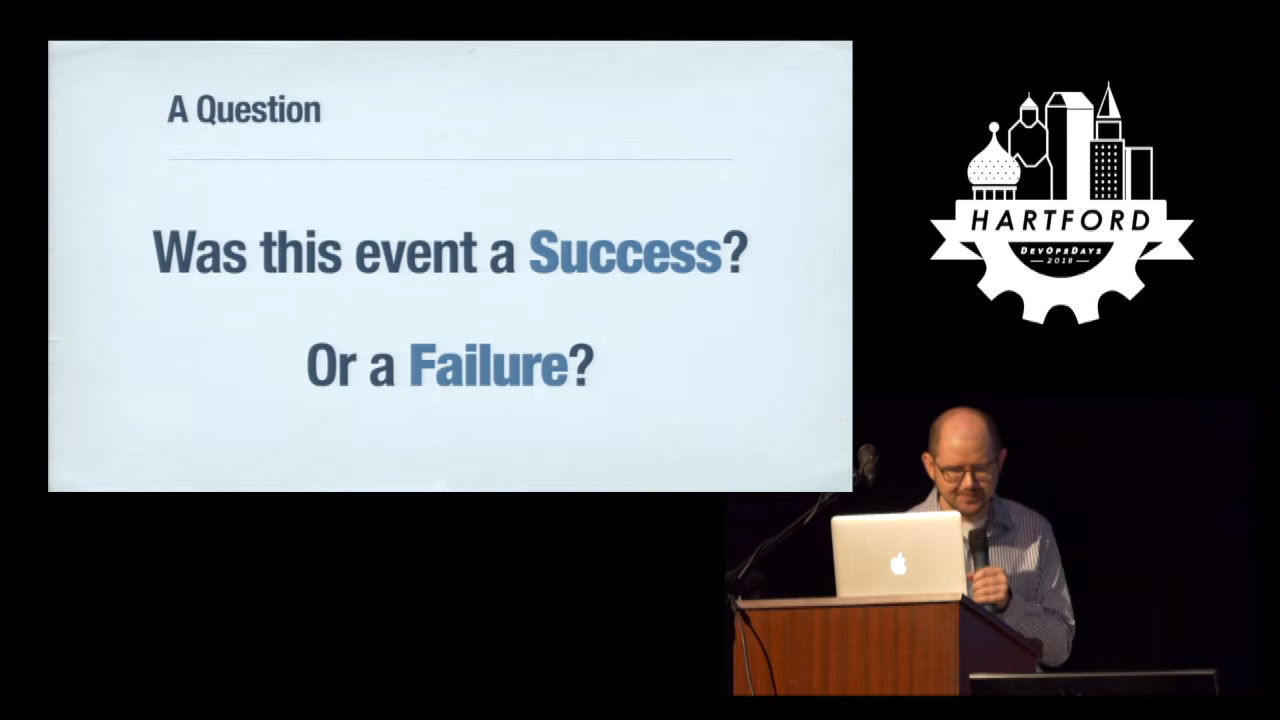 A Question
Was this event a Success?
Or a Failure?
HARTFORD
DEVOPSDAYS
2018